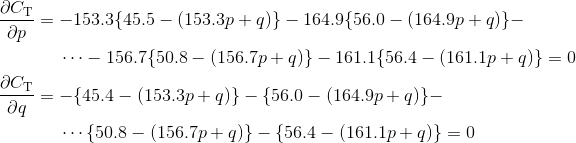 ∂C_T/∂p = −153.3{45.5 − (153.3p + q)} − 164.9{56.0 − (164.9p + q)}−
⋯ − 156.7{50.8 − (156.7p + q)} − 161.1{56.4 − (161.1p + q)} = 0
∂C_T/∂q = −{45.4 − (153.3p + q)} − {56.0 − (164.9p + q)}−
⋯ {50.8 − (156.7p + q)} − {56.4 − (161.1p + q)} = 0